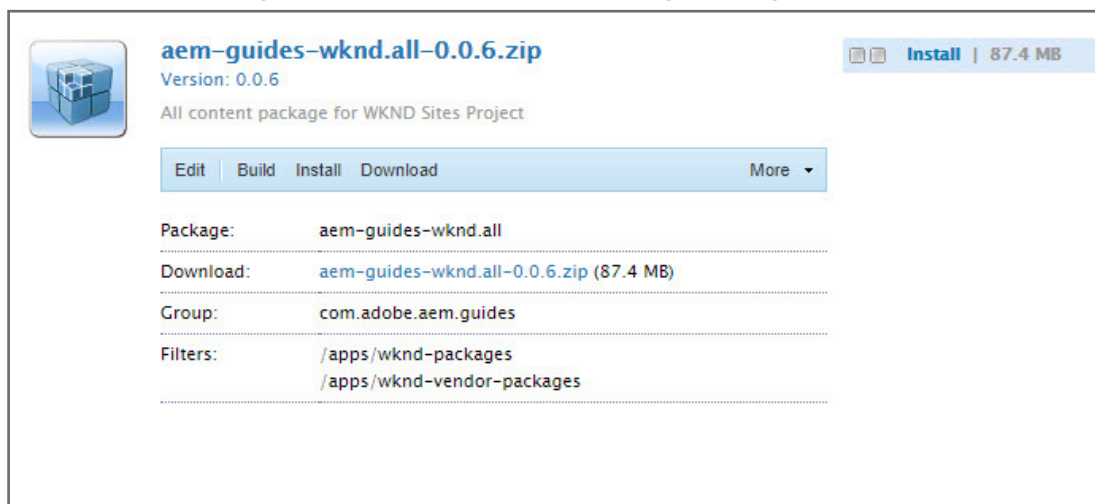 aem-guides-wknd.all-0.0.6.zip
Install | 87.4 MB
Version: 0.0.6
All content package for WKND Sites Project
Edit Build Install Download More
Package: aem-guides-wknd.all
Download: aem-guides-wknd.all-0.0.6.zip (87.4 MB)
Group: com.adobe.aem.guides
Filters: /apps/wknd-packages
/apps/wknd-vendor-packages